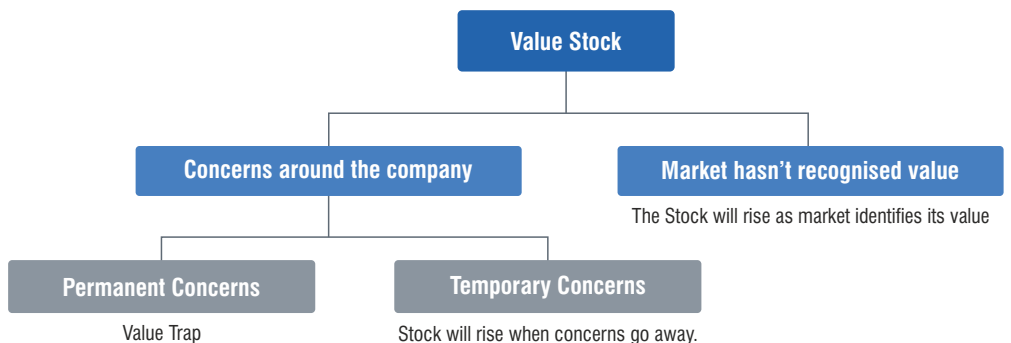 Value Stock
Concerns around the company
Market hasn't recognised value
The Stock will rise as market identifies its value
Permanent Concerns
Temporary Concerns
Value Trap
Stock will rise when concerns go away.